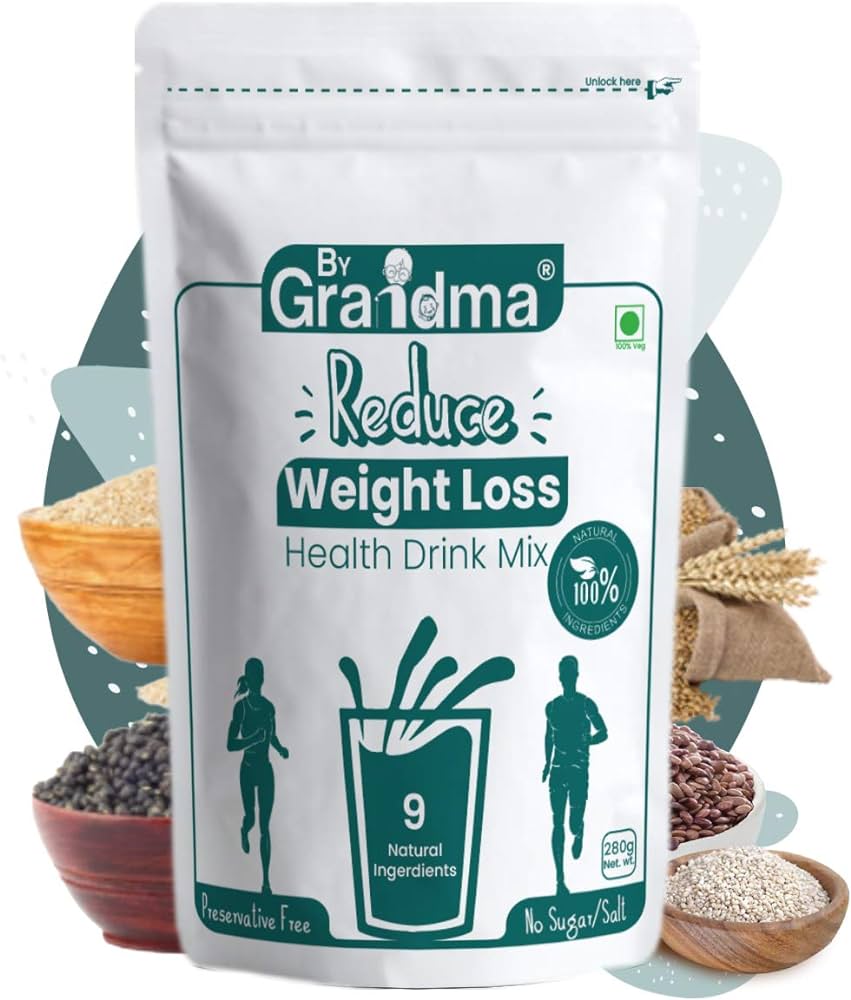 Unlock here
By
Grandma®
100% Veg
Reduce
Weight Loss
Health Drink Mix
NATURAL
100%
INGREDIENTS
9
Natural
Ingerdients
280g
Net. wt.
Preservative Free
No Sugar/Salt